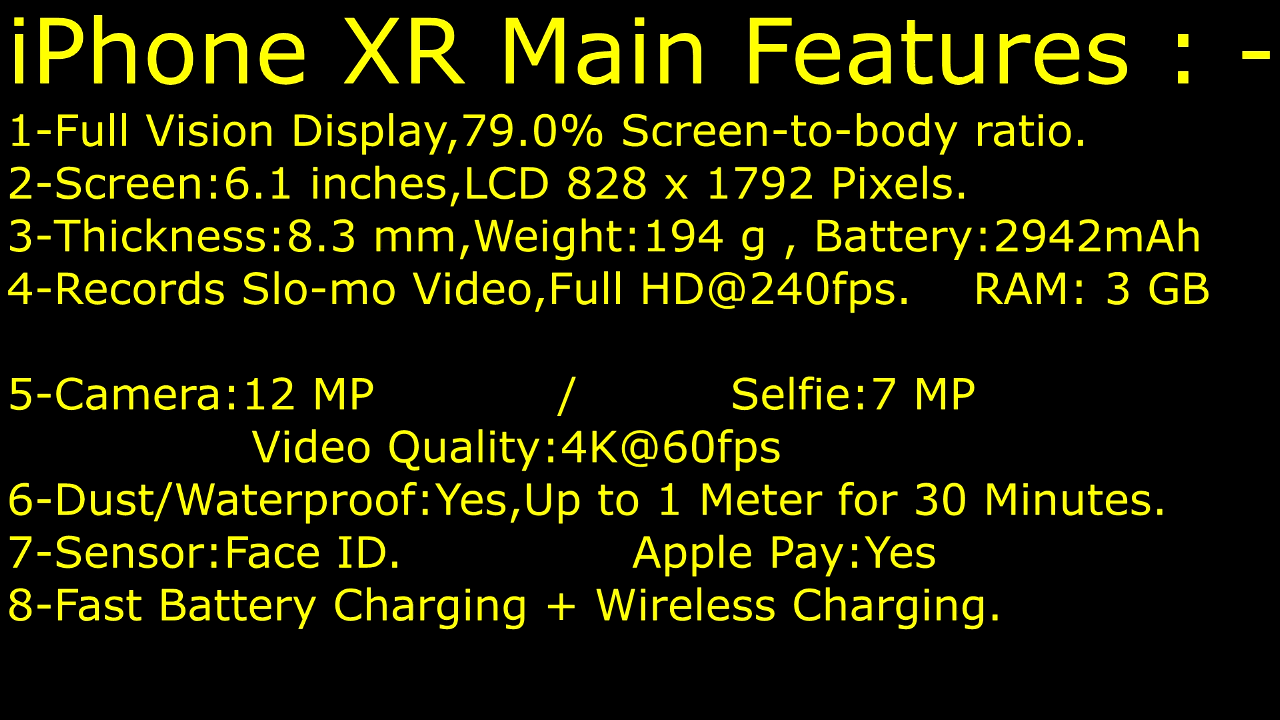 iPhone XR Main Features : -
1-Full Vision Display,79.0% Screen-to-body ratio.
2-Screen:6.1 inches,LCD 828 x 1792 Pixels.
3-Thickness:8.3 mm,Weight:194 g , Battery:2942mAh
4-Records Slo-mo Video,Full HD@240fps. RAM: 3 GB
5-Camera:12 MP / Selfie:7 MP
Video Quality:4K@60fps
6-Dust/Waterproof:Yes,Up to 1 Meter for 30 Minutes.
7-Sensor:Face ID. Apple Pay:Yes
8-Fast Battery Charging + Wireless Charging.